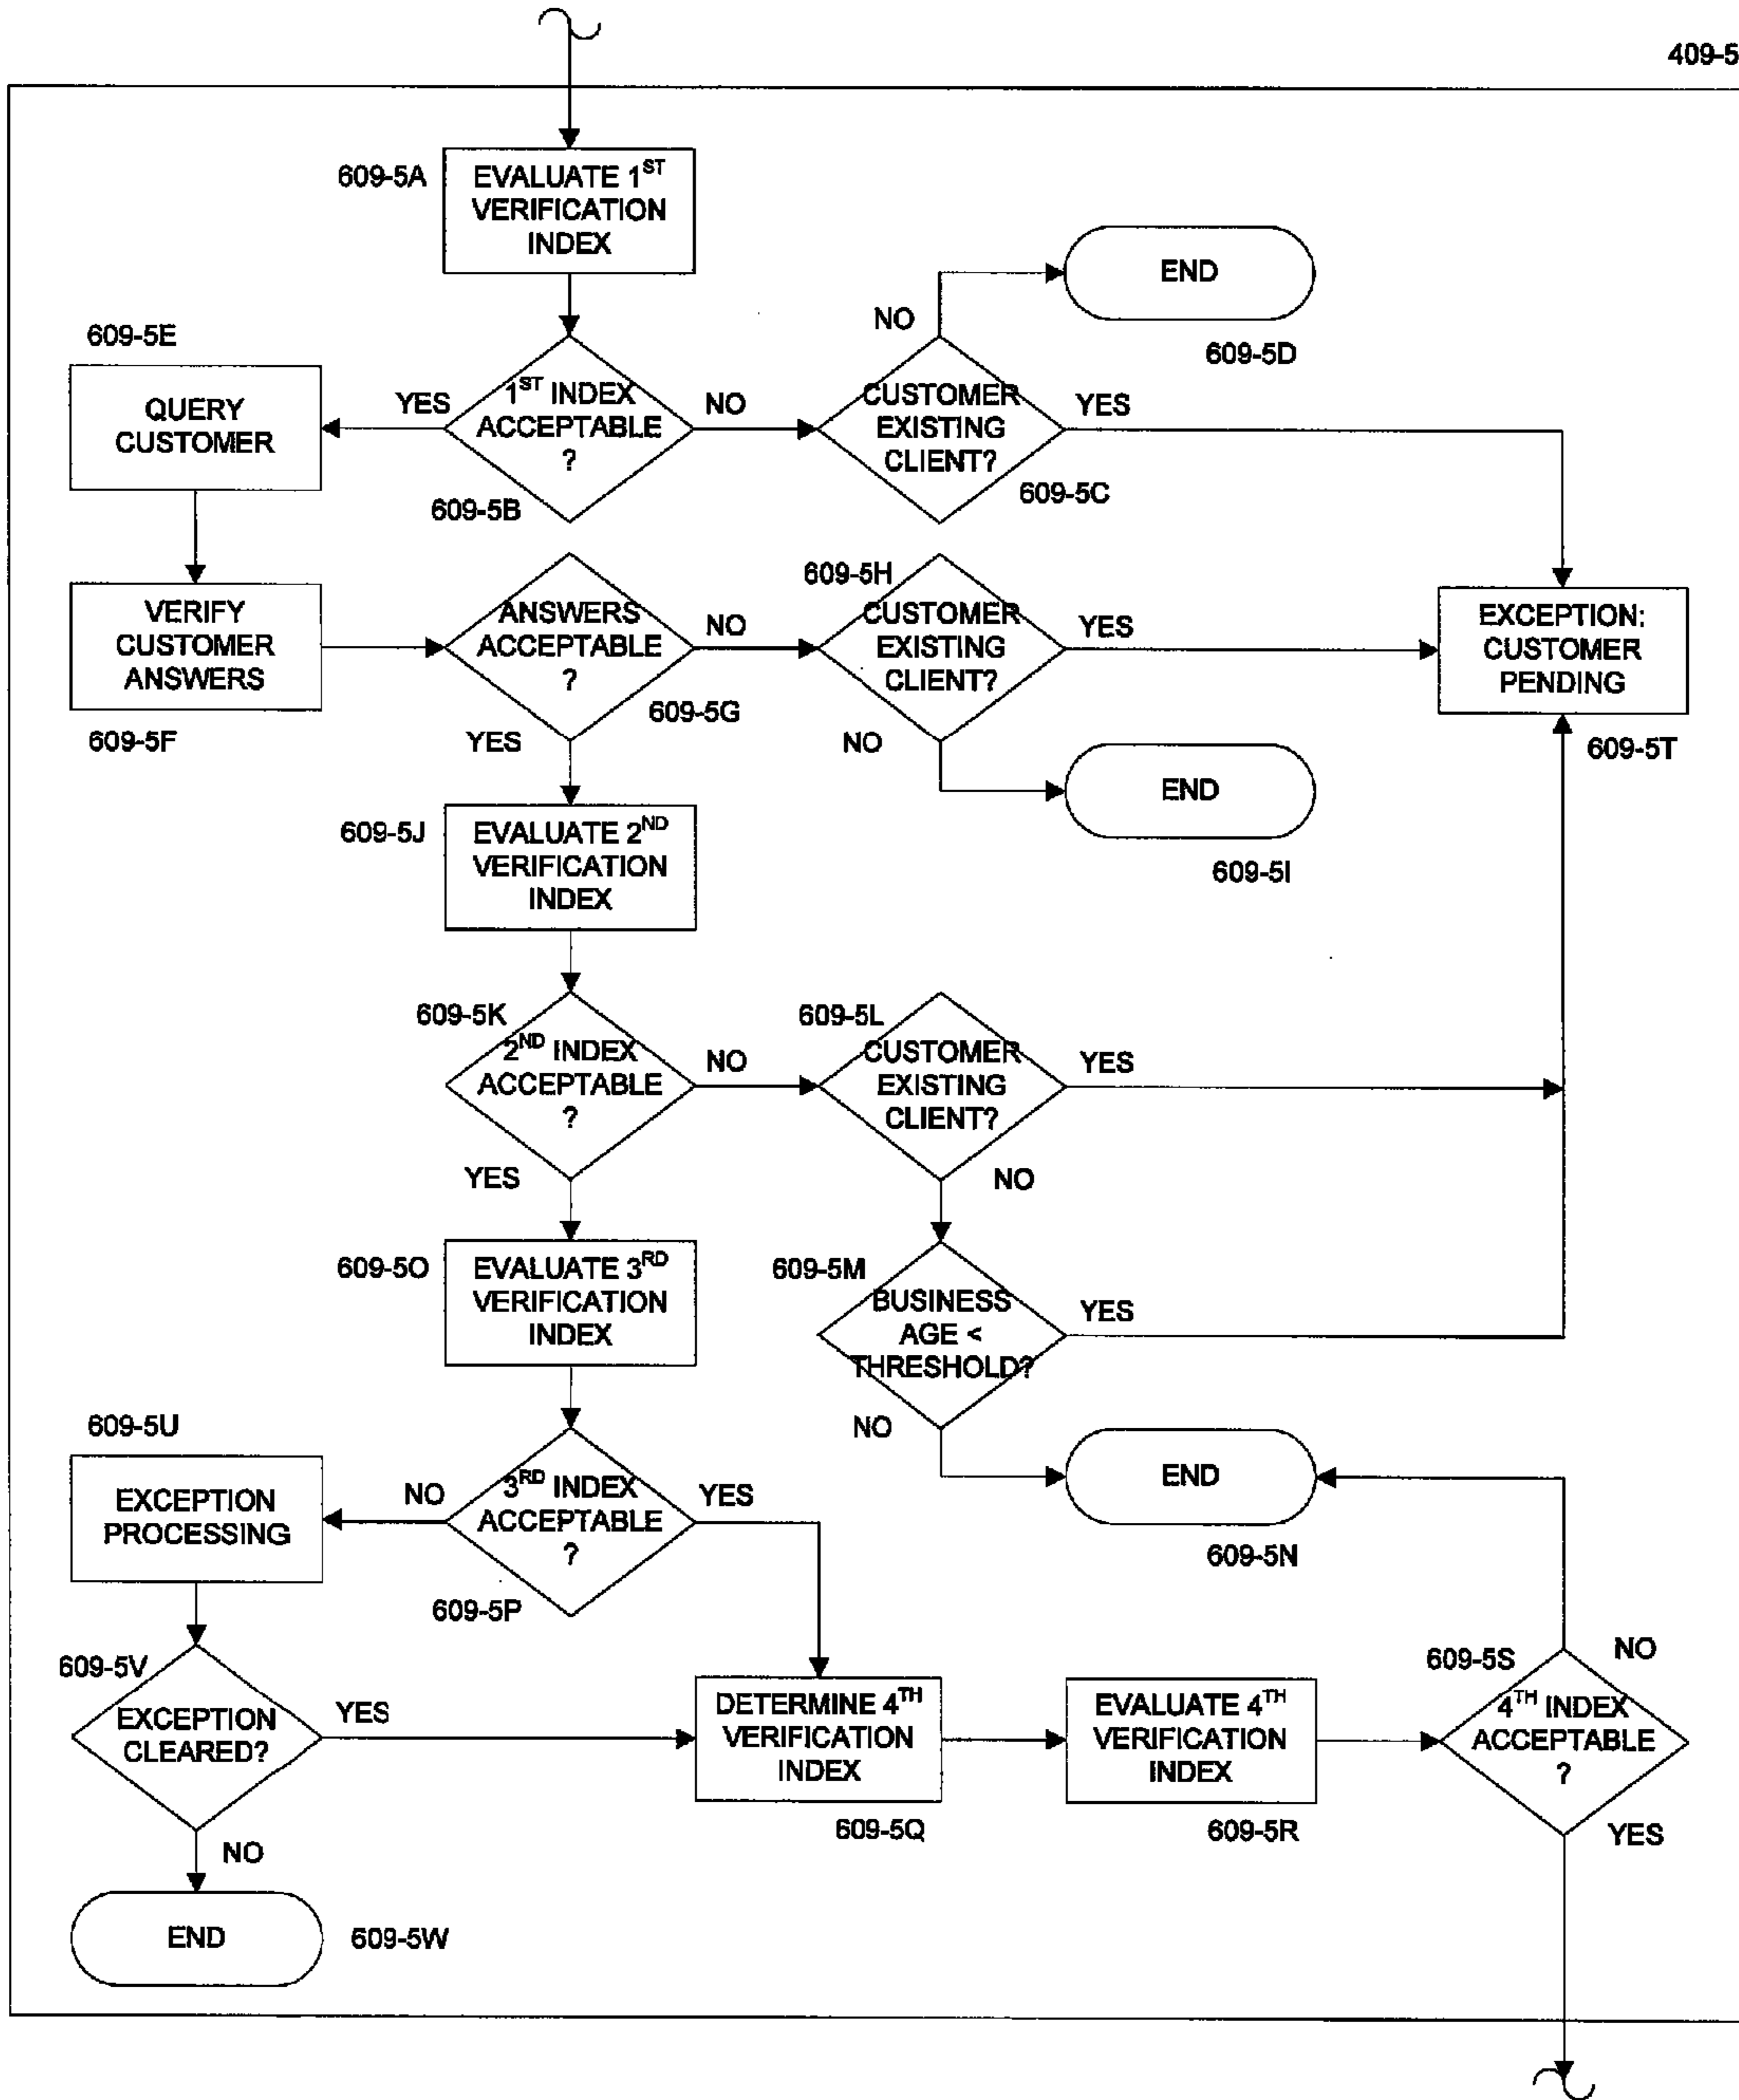 409-5
609-5A
EVALUATE 1ST
VERIFICATION
INDEX
END
609-5D
NO
609-5E
QUERY
CUSTOMER
YES
1ST INDEX
ACCEPTABLE
?
609-5B
NO
CUSTOMER
EXISTING
CLIENT?
609-5C
YES
VERIFY
CUSTOMER
ANSWERS
609-5F
ANSWERS
ACCEPTABLE
?
609-5G
NO
YES
609-5H
CUSTOMER
EXISTING
CLIENT?
YES
NO
EXCEPTION:
CUSTOMER
PENDING
609-5T
END
609-5I
609-5J
EVALUATE 2ND
VERIFICATION
INDEX
609-5K
2ND INDEX
ACCEPTABLE
?
NO
YES
609-5L
CUSTOMER
EXISTING
CLIENT?
YES
NO
609-5O
EVALUATE 3RD
VERIFICATION
INDEX
609-5M
BUSINESS
AGE <
THRESHOLD?
YES
NO
END
609-5N
609-5U
EXCEPTION
PROCESSING
NO
3RD INDEX
ACCEPTABLE
?
609-5P
YES
609-5V
EXCEPTION
CLEARED?
YES
NO
DETERMINE 4TH
VERIFICATION
INDEX
609-5Q
EVALUATE 4TH
VERIFICATION
INDEX
609-5R
609-5S
4TH INDEX
ACCEPTABLE
?
NO
YES
END
609-5W